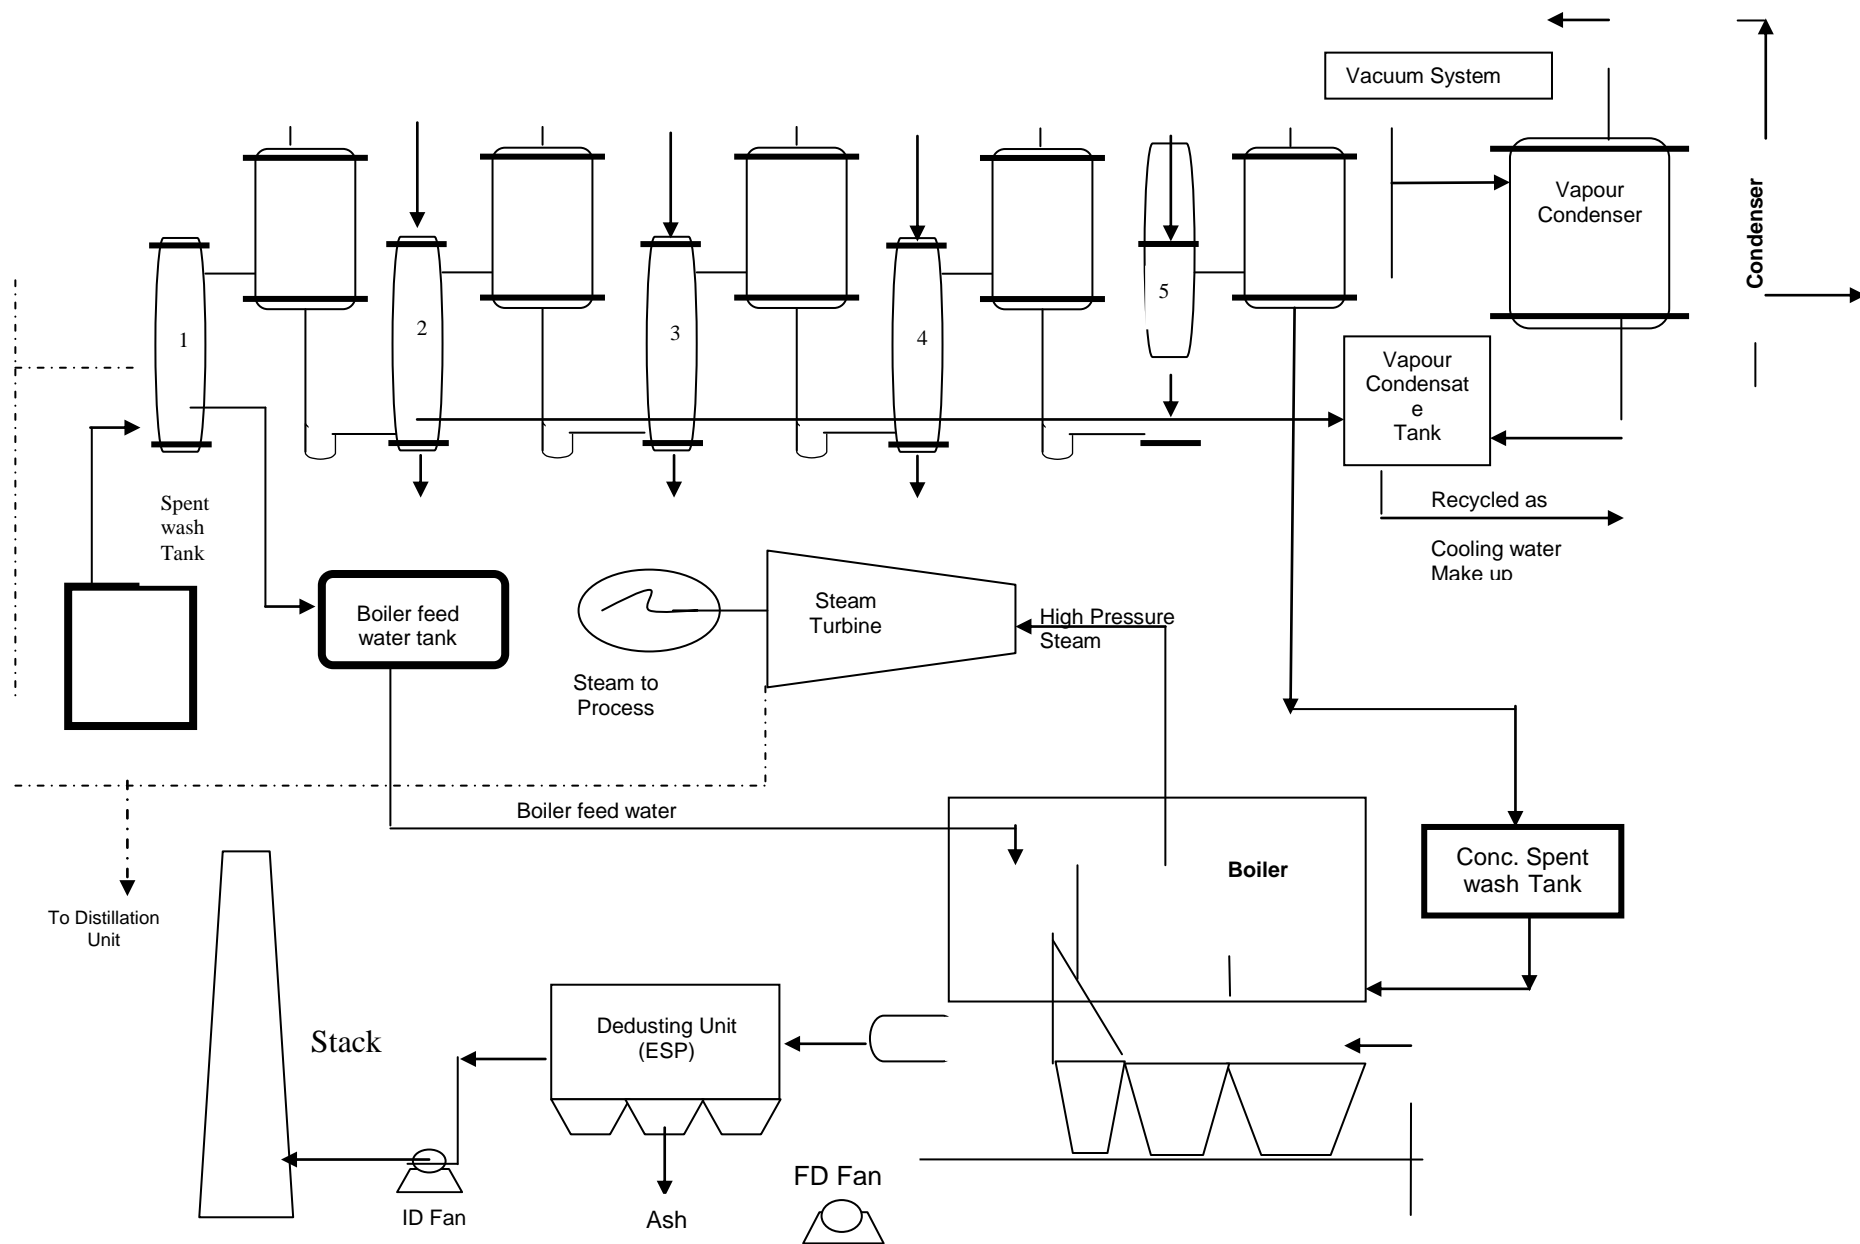 Vacuum System
Vapour
Condenser
Condenser
1
2
3
4
5
Vapour
Condensat
e
Tank
Recycled as
Cooling water
Make up
Spent
wash
Tank
Boiler feed
water tank
Steam
Turbine
High Pressure
Steam
Steam to
Process
Boiler feed water
Boiler
Conc. Spent
wash Tank
To Distillation
Unit
Stack
Dedusting Unit
(ESP)
FD Fan
ID Fan
Ash